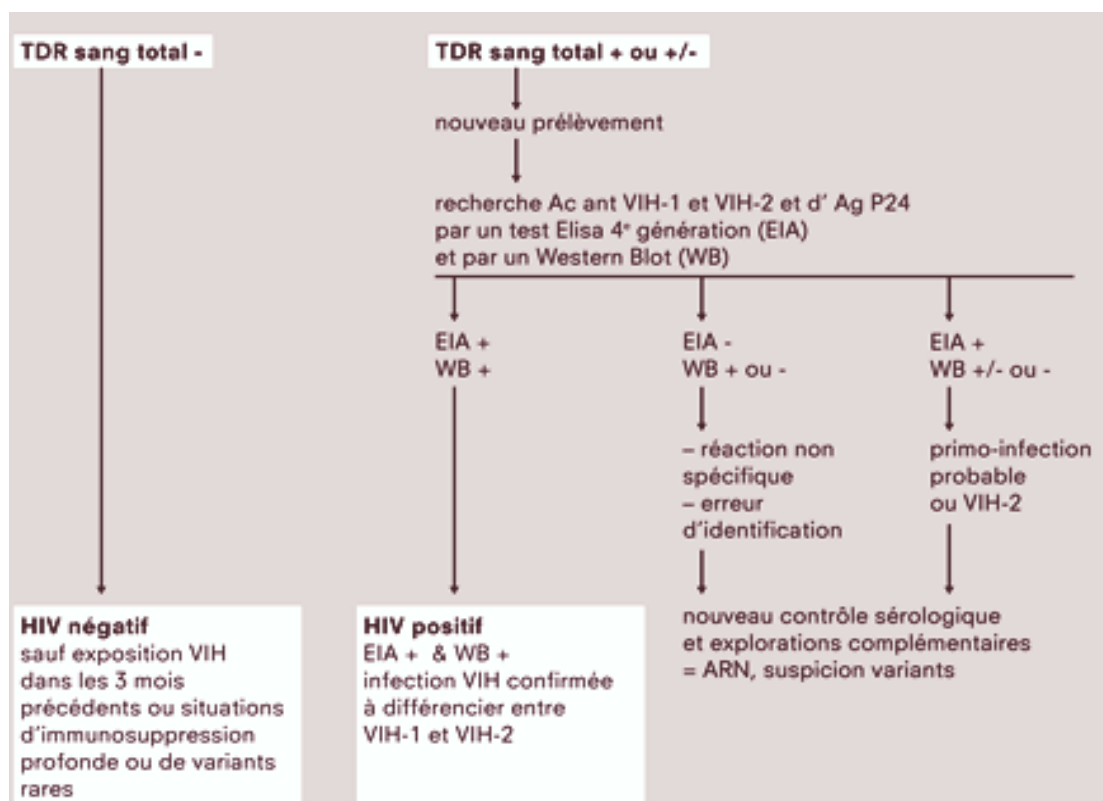 TDR sang total -
TDR sang total + ou +/-
nouveau prélèvement
recherche Ac ant VIH-1 et VIH-2 et d' Ag P24
par un test Elisa 4e génération (EIA)
et par un Western Blot (WB)
EIA +
WB +
EIA -
WB + ou -
EIA +
WB +/- ou -
– réaction non
spécifique
– erreur
d'identification
primo-infection
probable
ou VIH-2
HIV négatif
sauf exposition VIH
dans les 3 mois
précédents ou situations
d'immunosuppression
profonde ou de variants
rares
HIV positif
EIA + & WB +
infection VIH confirmée
à différencier entre
VIH-1 et VIH-2
nouveau contrôle sérologique
et explorations complémentaires
= ARN, suspicion variants